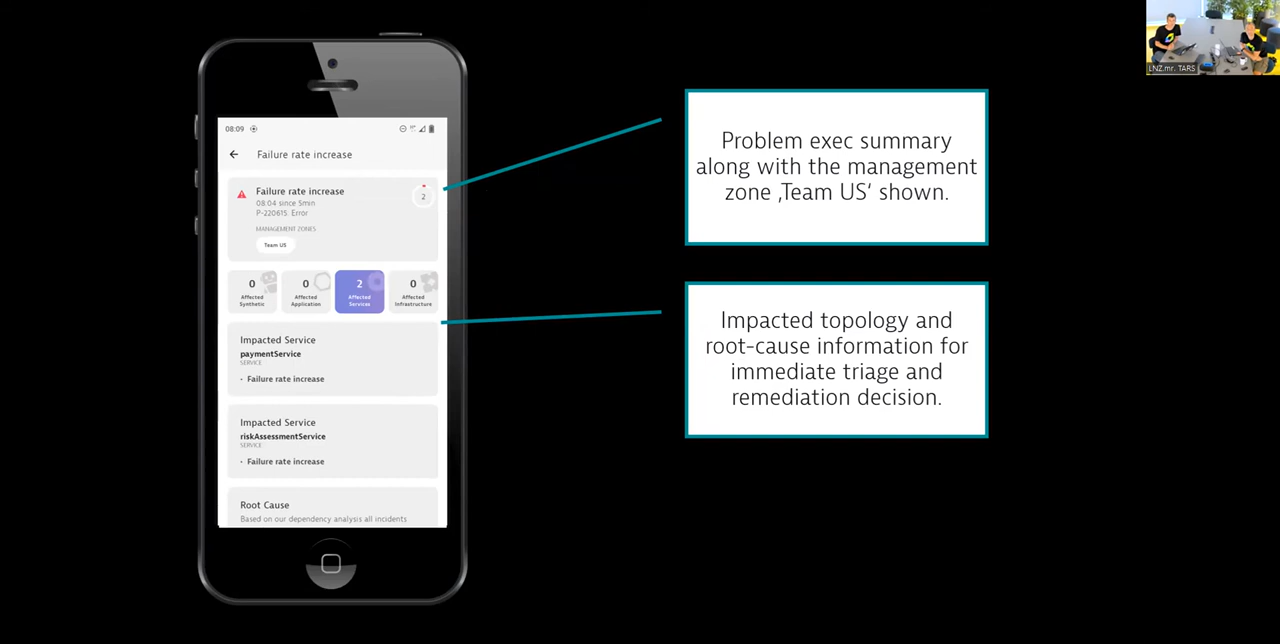 08:09
Failure rate increase
Failure rate increase
08:04 since 5min
P-220615. Error
2
MANAGEMENT ZONES
Team US
0
Affected
Synthetic
0
Affected
Application
2
Affected
Services
0
Affected
Infrastructure
Impacted Service
paymentService
SERVICE
- Failure rate increase
Impacted Service
riskAssessmentService
SERVICE
- Failure rate increase
Root Cause
Based on our dependency analysis all incidents
Problem exec summary
along with the management
zone ‚Team US‘ shown.
Impacted topology and
root-cause information for
immediate triage and
remediation decision.
LNZ.mr. TARS